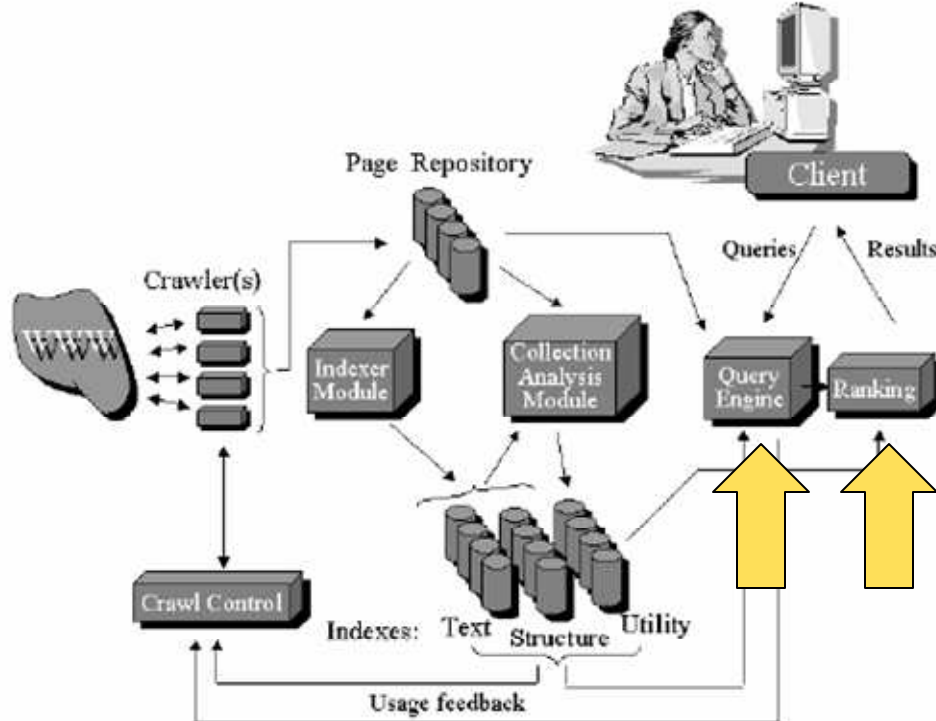 Client
Page Repository
Queries
Results
Crawler(s)
WWW
Indexer
Module
Collection
Analysis
Module
Query
Engine
Ranking
Crawl Control
Indexes:
Text
Structure
Utility
Usage feedback